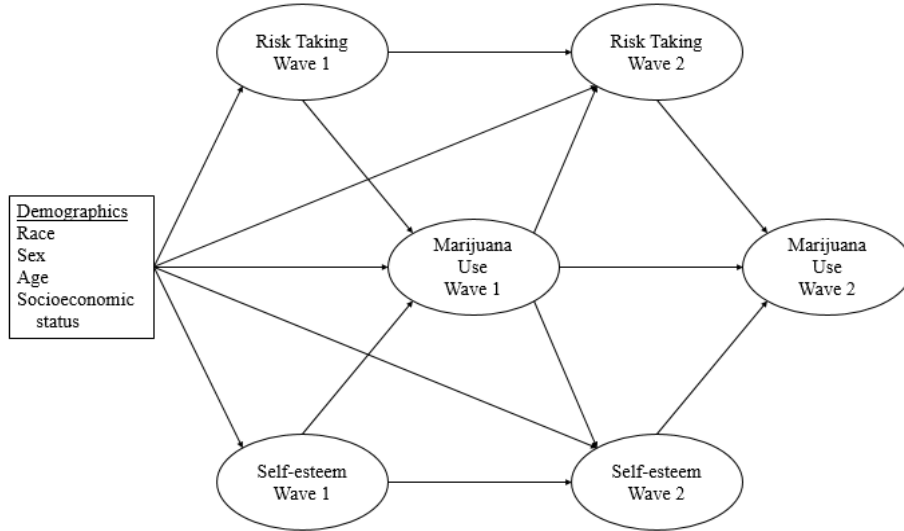 Risk Taking
Wave 1
Risk Taking
Wave 2
Demographics
Race
Sex
Age
Socioeconomic
status
Marijuana
Use
Wave 1
Marijuana
Use
Wave 2
Self-esteem
Wave 1
Self-esteem
Wave 2